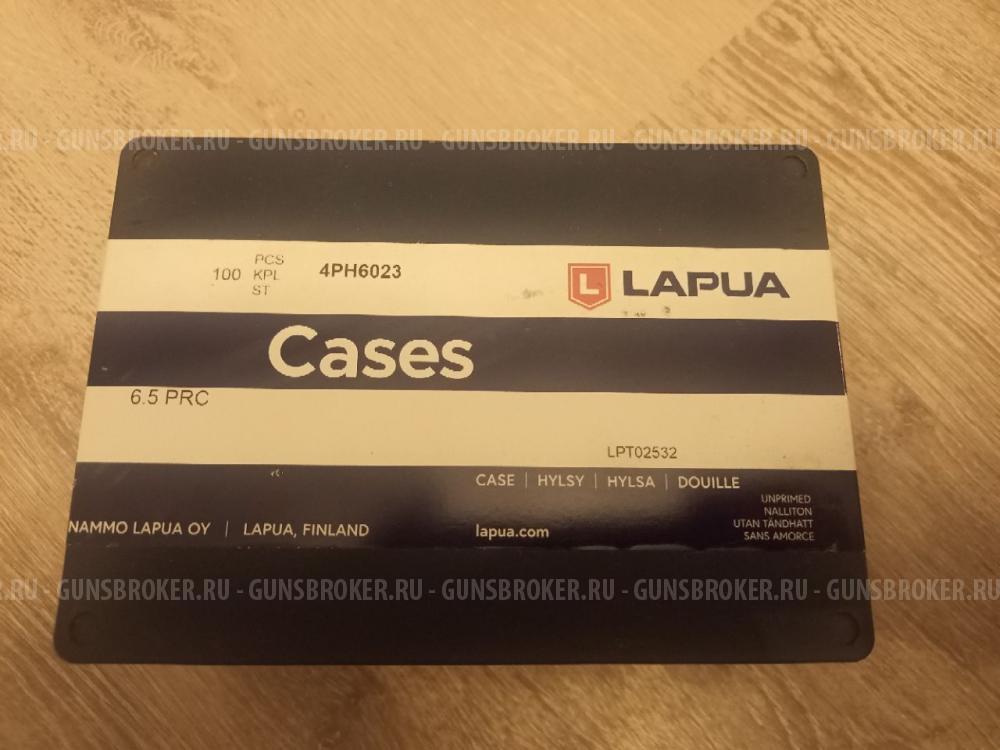 .RU - GUNSBROKER.RU - GUNSBROKER.RU - GUNSBROKER.RU - GUNSBROKER.RU - GUNSBROKER.RU -
100 PCS
KPL
ST
4PH6023
L LAPUA
Cases
6.5 PRC
LPT02532
CASE | HYLSY | HYLSA | DOUILLE
UNPRIMED
NALLITON
UTAN TÄNDHATT
SANS AMORCE
NAMMO LAPUA OY | LAPUA, FINLAND
lapua.com
.RU - GUNSBROKER.RU - GUNSBROKER.RU - GUNSBROKER.RU - GUNSBROKER.RU - GUNSBROKER.RU -